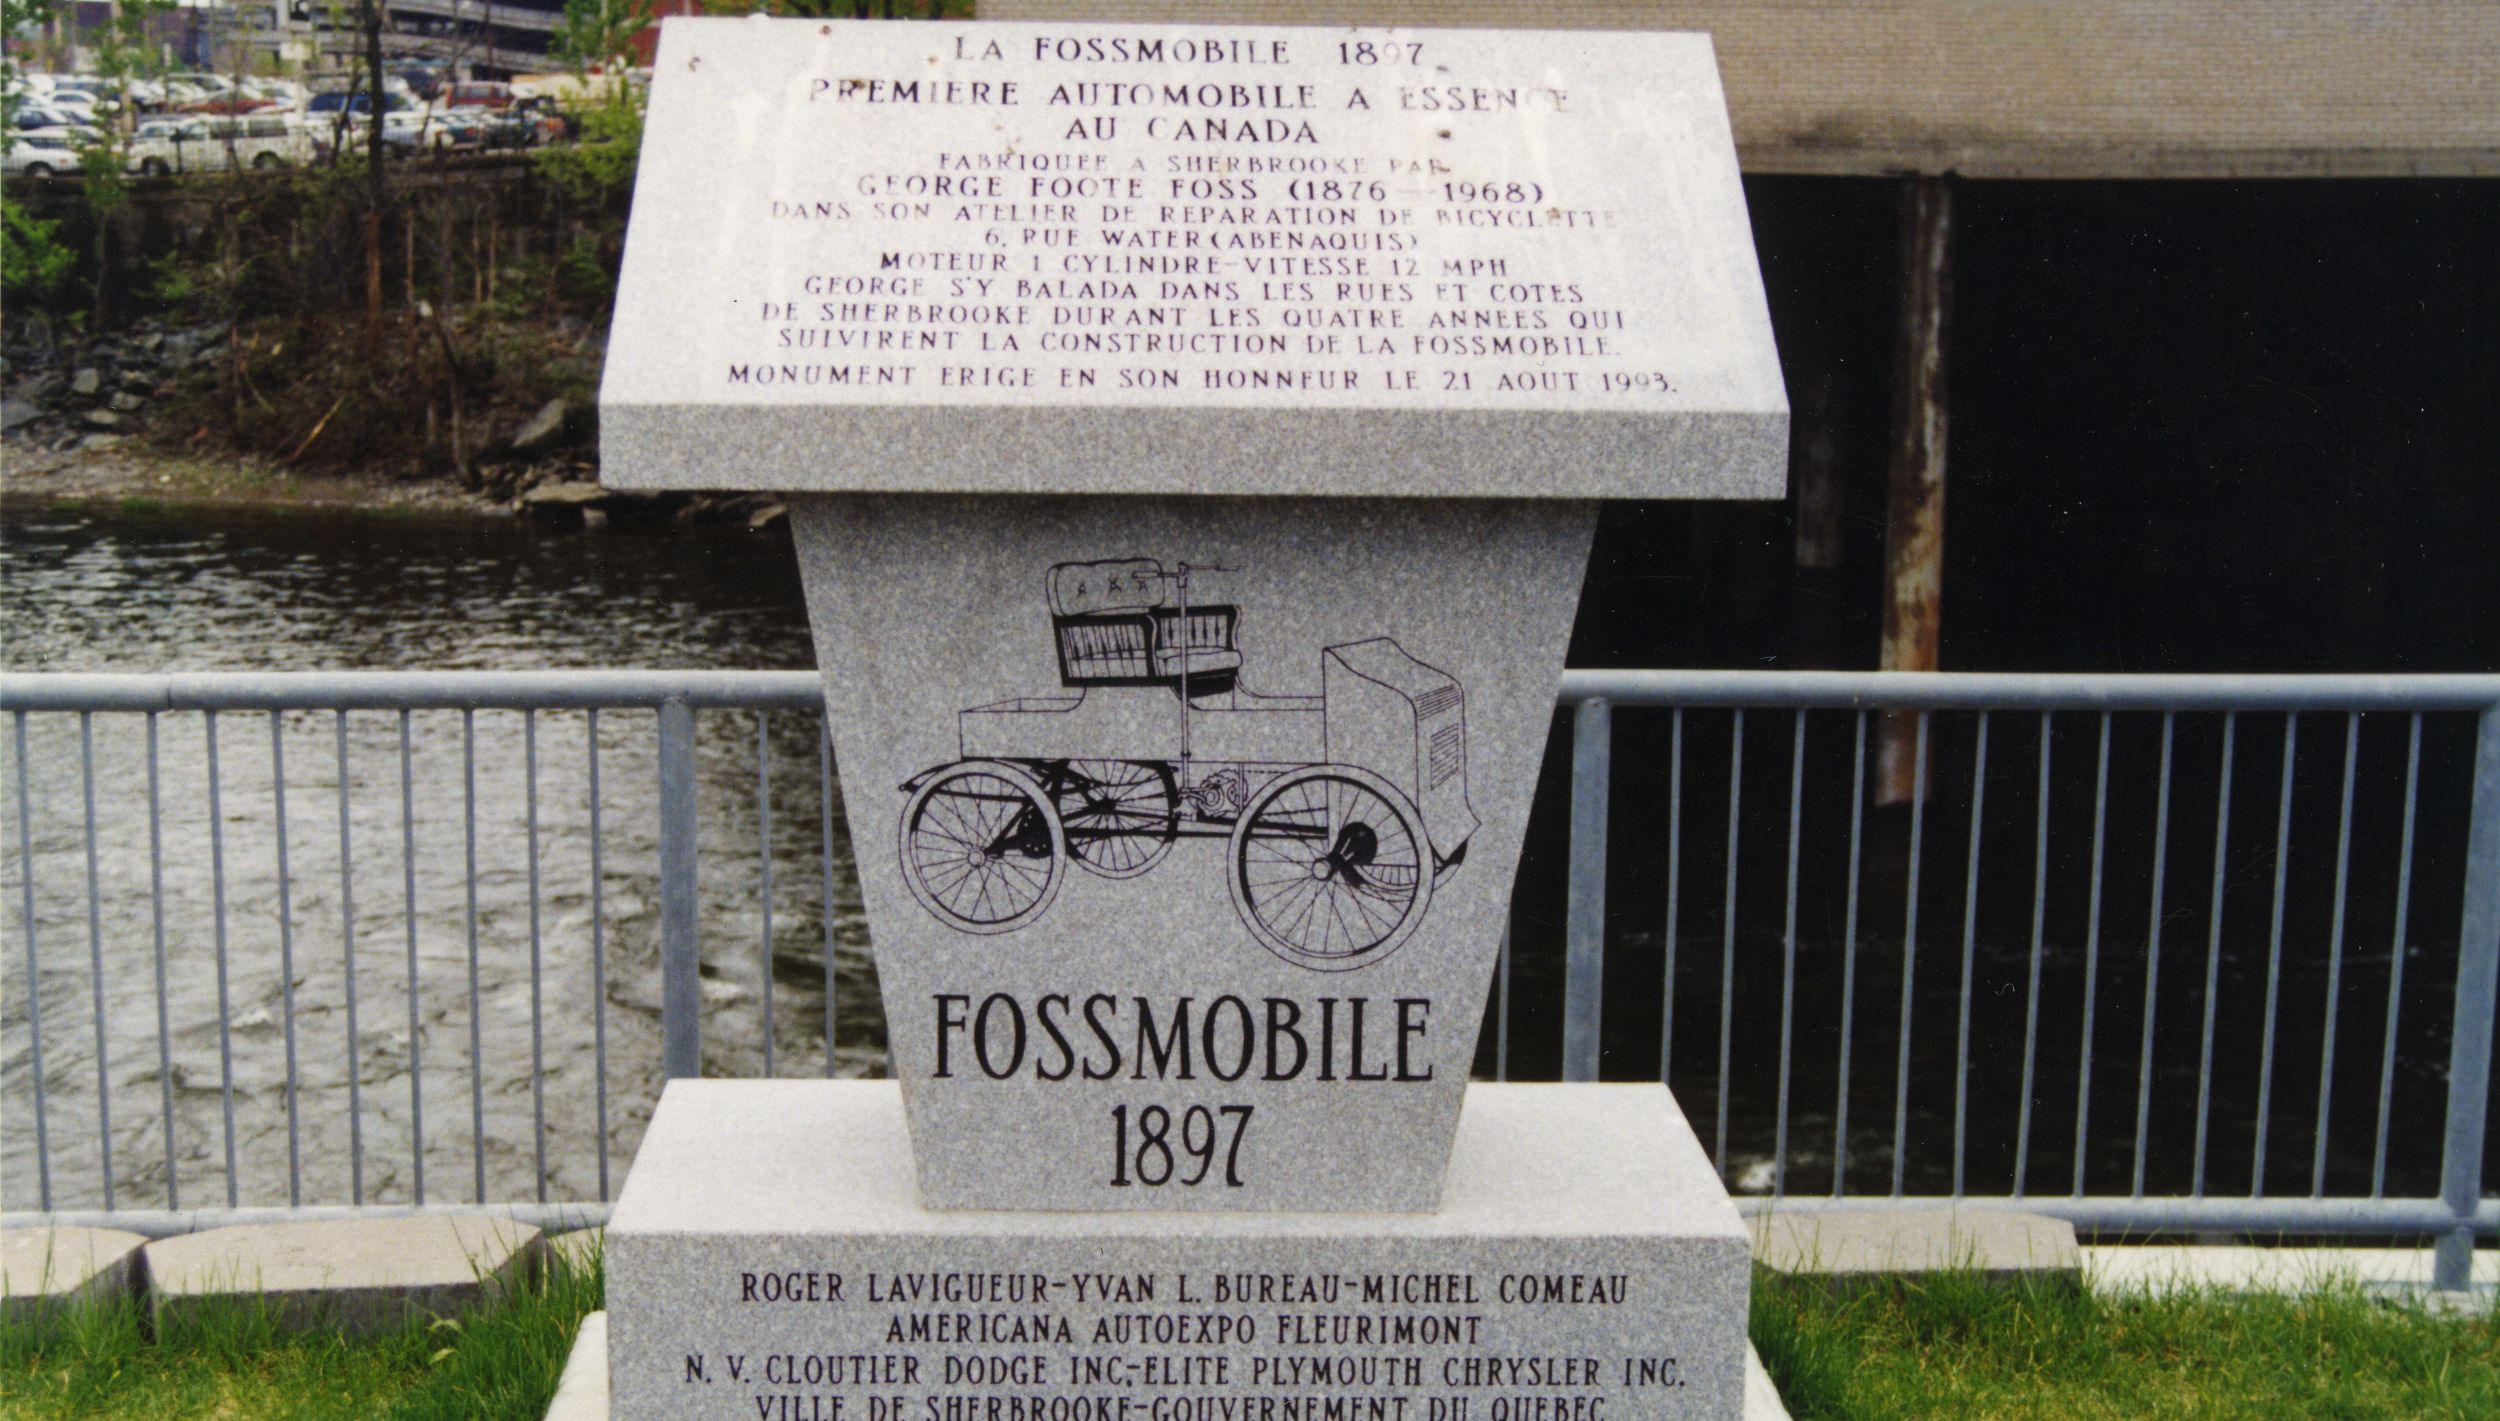 LA FOSSMOBILE 1897
PREMIERE AUTOMOBILE A ESSENCE
AU CANADA
FABRIQUEE A SHERBROOKE PAR
GEORGE FOOTE FOSS (1876 — 1968)
DANS SON ATELIER DE REPARATION DE BICYCLETTE
6, RUE WATER (ABENAQUIS)
MOTEUR 1 CYLINDRE-VITESSE 12 MPH
GEORGE S'Y BALADA DANS LES RUES ET COTES
DE SHERBROOKE DURANT LES QUATRE ANNEES QUI
SUIVIRENT LA CONSTRUCTION DE LA FOSSMOBILE.
MONUMENT ERIGE EN SON HONNEUR LE 21 AOUT 1993.
FOSSMOBILE
1897
ROGER LAVIGUEUR-YVAN L. BUREAU-MICHEL COMEAU
AMERICANA AUTOEXPO FLEURIMONT
N. V. CLOUTIER DODGE INC,-ELITE PLYMOUTH CHRYSLER INC.
VILLE DE SHERBROOKE-GOUVERNEMENT DU QUEBEC